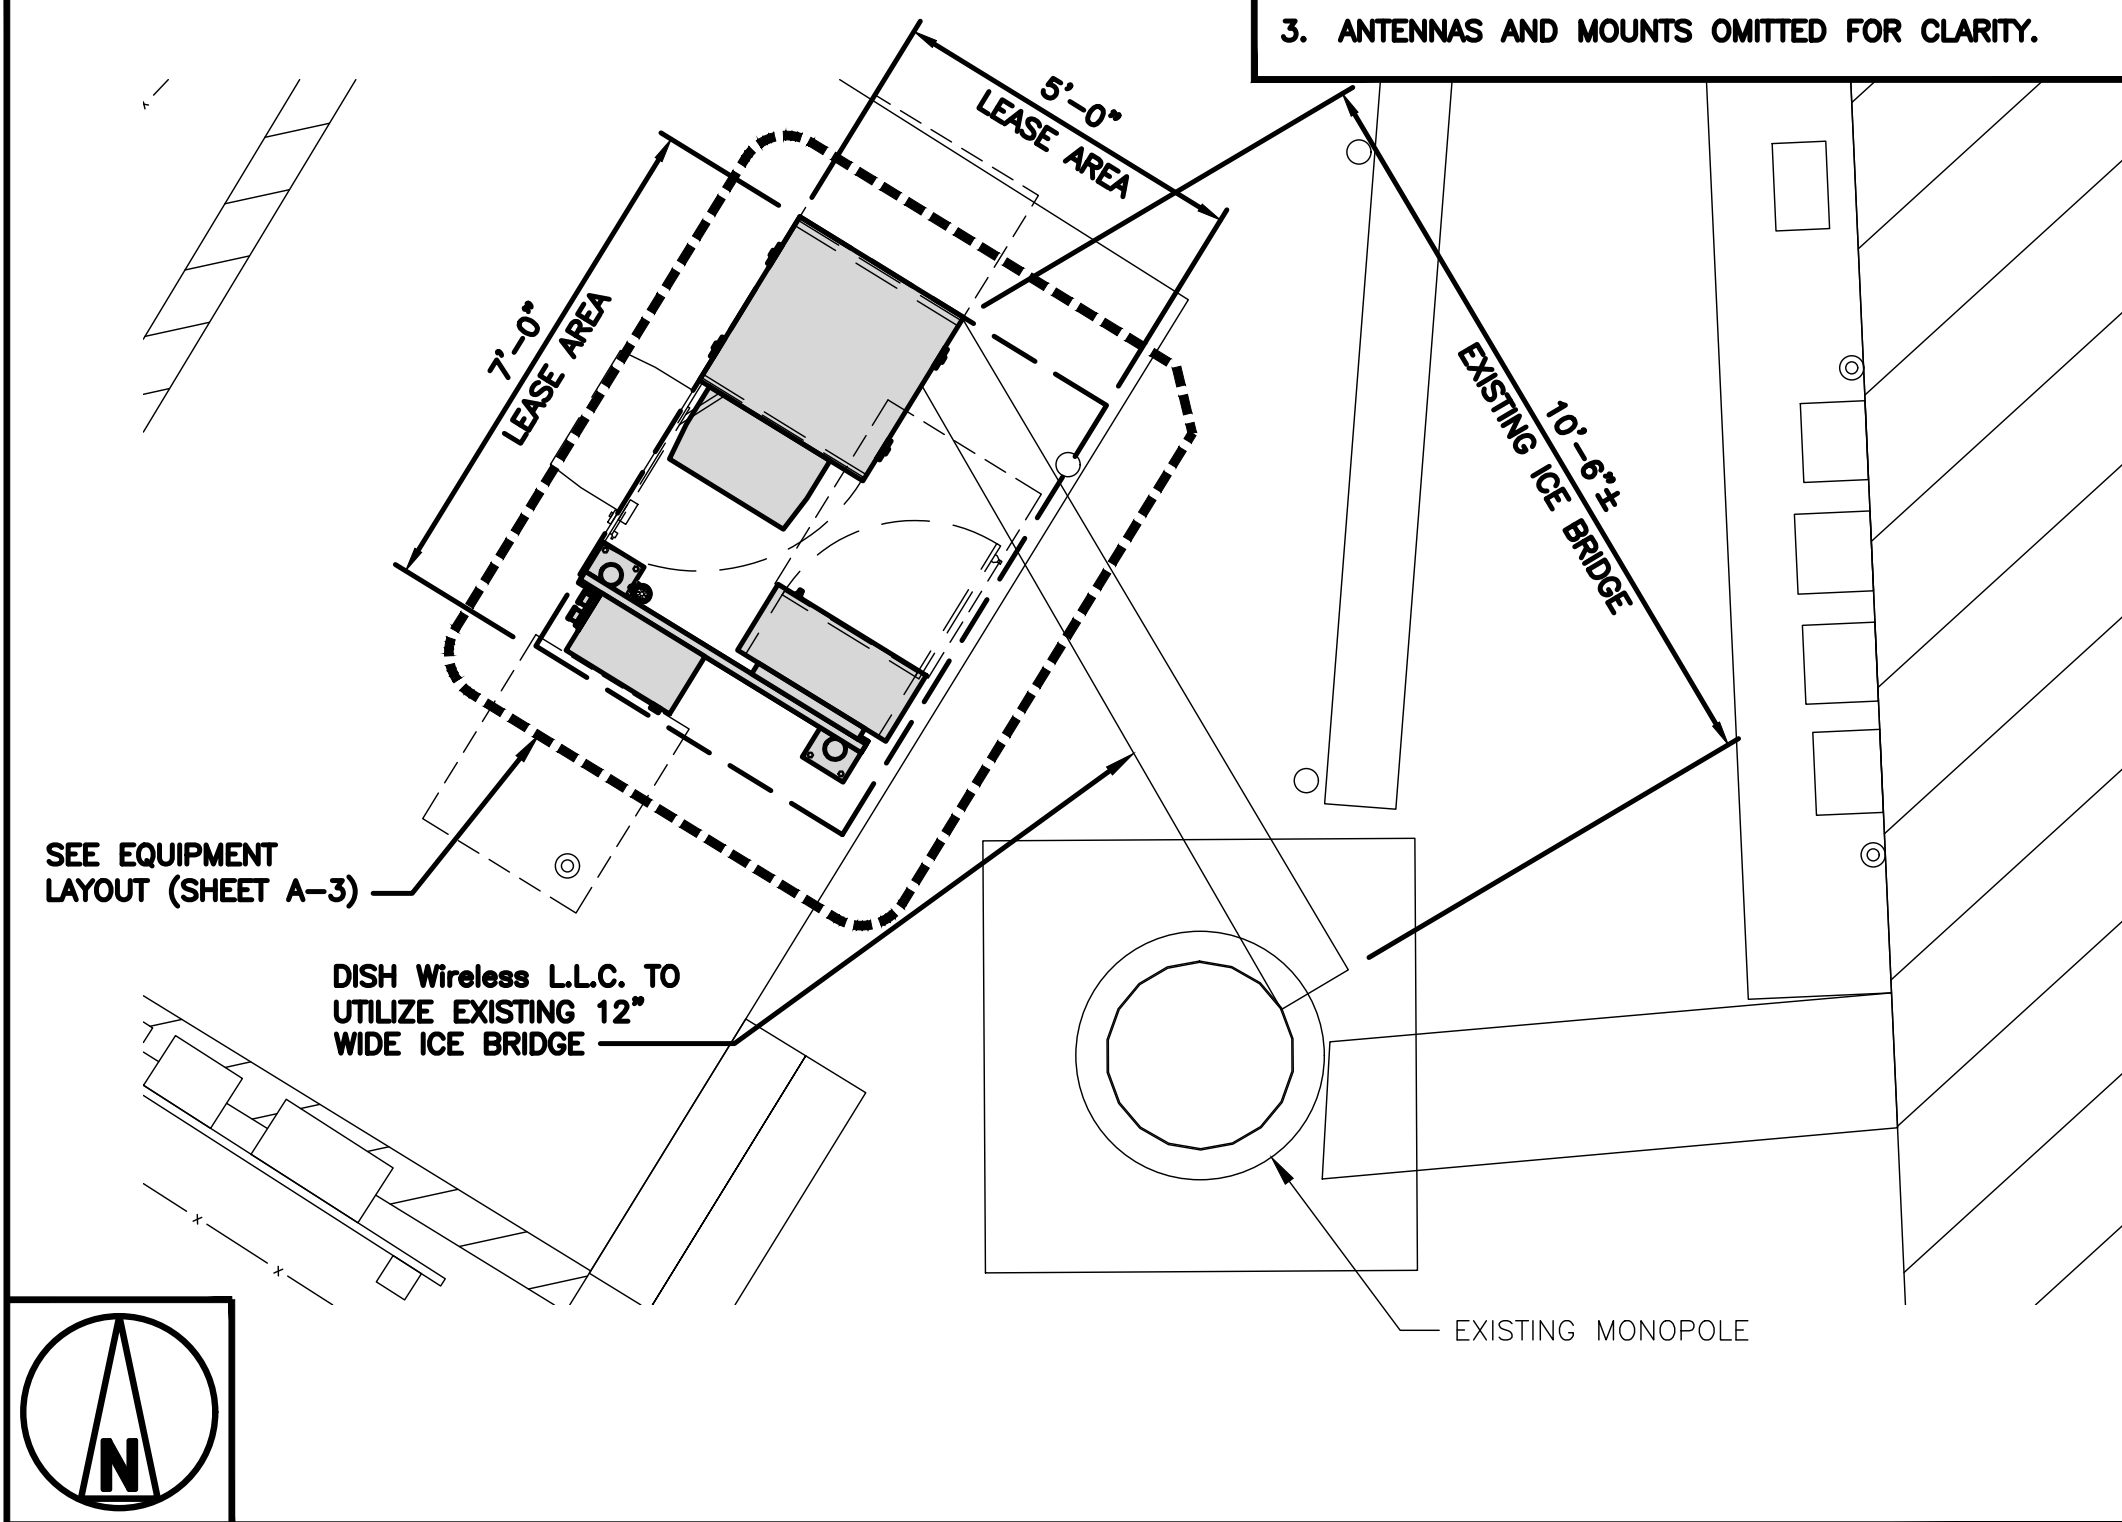 3. ANTENNAS AND MOUNTS OMITTED FOR CLARITY.
5'-0"
LEASE AREA
7'-0"
LEASE AREA
10'-6"±
EXISTING ICE BRIDGE
SEE EQUIPMENT
LAYOUT (SHEET A-3)
DISH Wireless L.L.C. TO
UTILIZE EXISTING 12"
WIDE ICE BRIDGE
x
x
EXISTING MONOPOLE
N